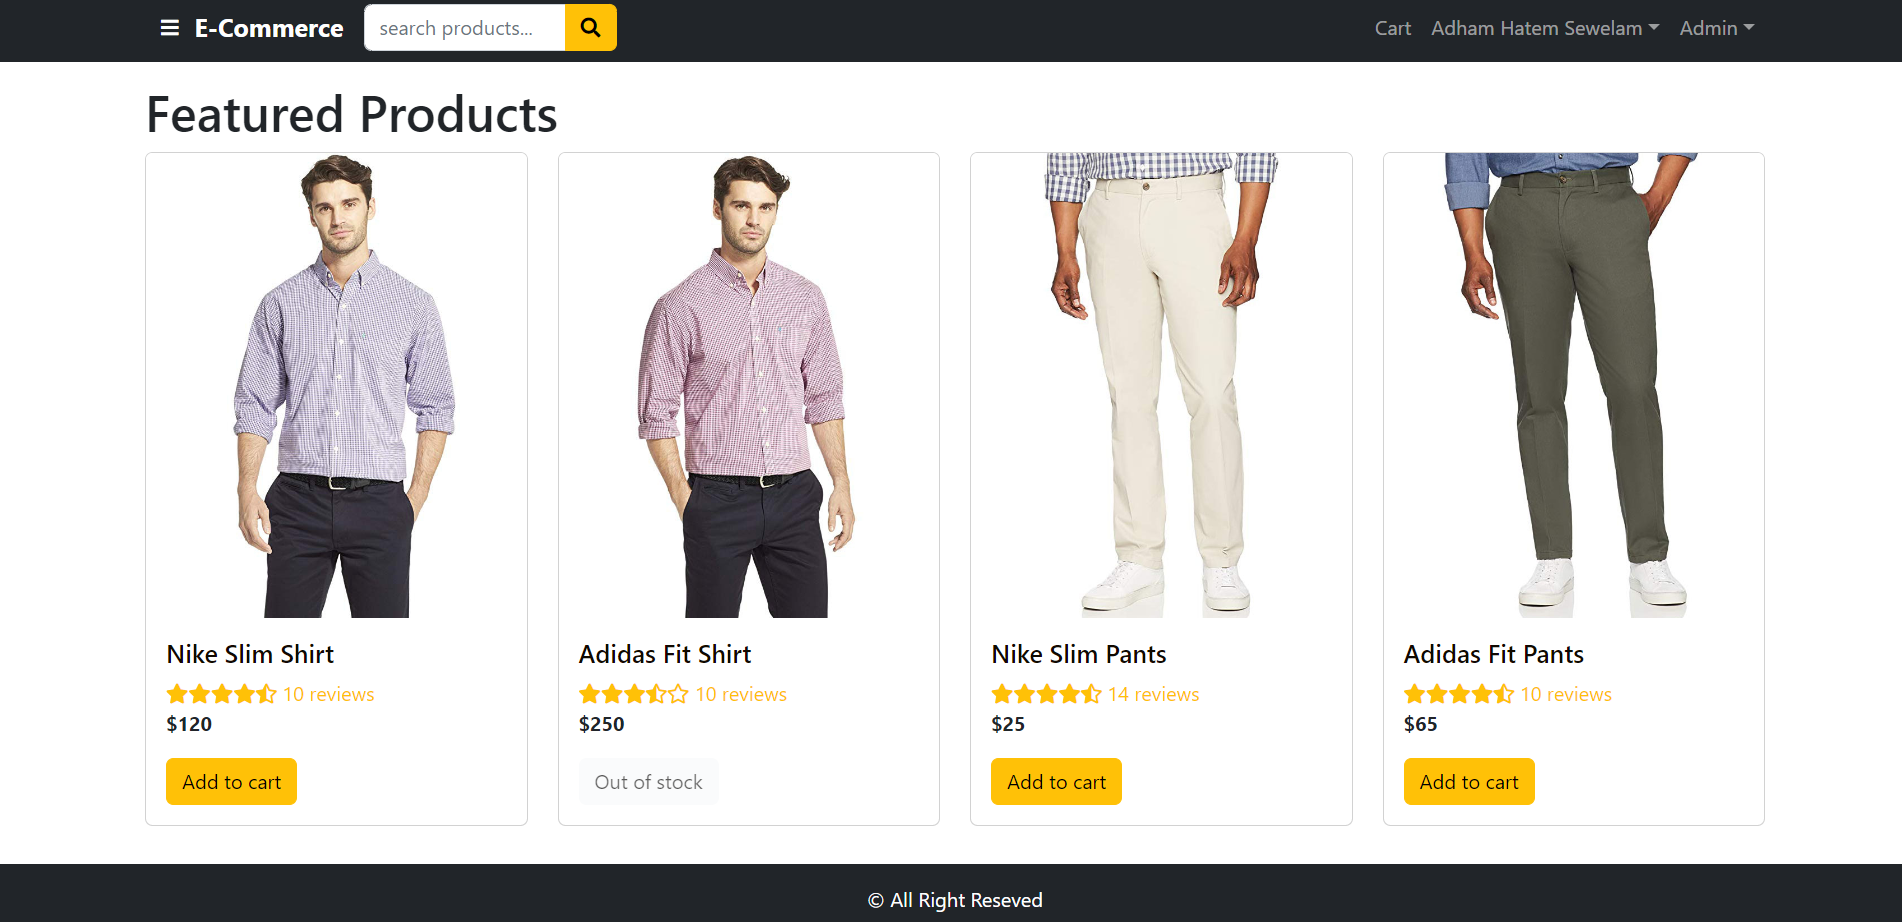 E-Commerce
search products...
Cart
Adham Hatem Sewelam
Admin
Featured Products
Nike Slim Shirt
10 reviews
$120
Add to cart
Adidas Fit Shirt
10 reviews
$250
Out of stock
Nike Slim Pants
14 reviews
$25
Add to cart
Adidas Fit Pants
10 reviews
$65
Add to cart
© All Right Reseved